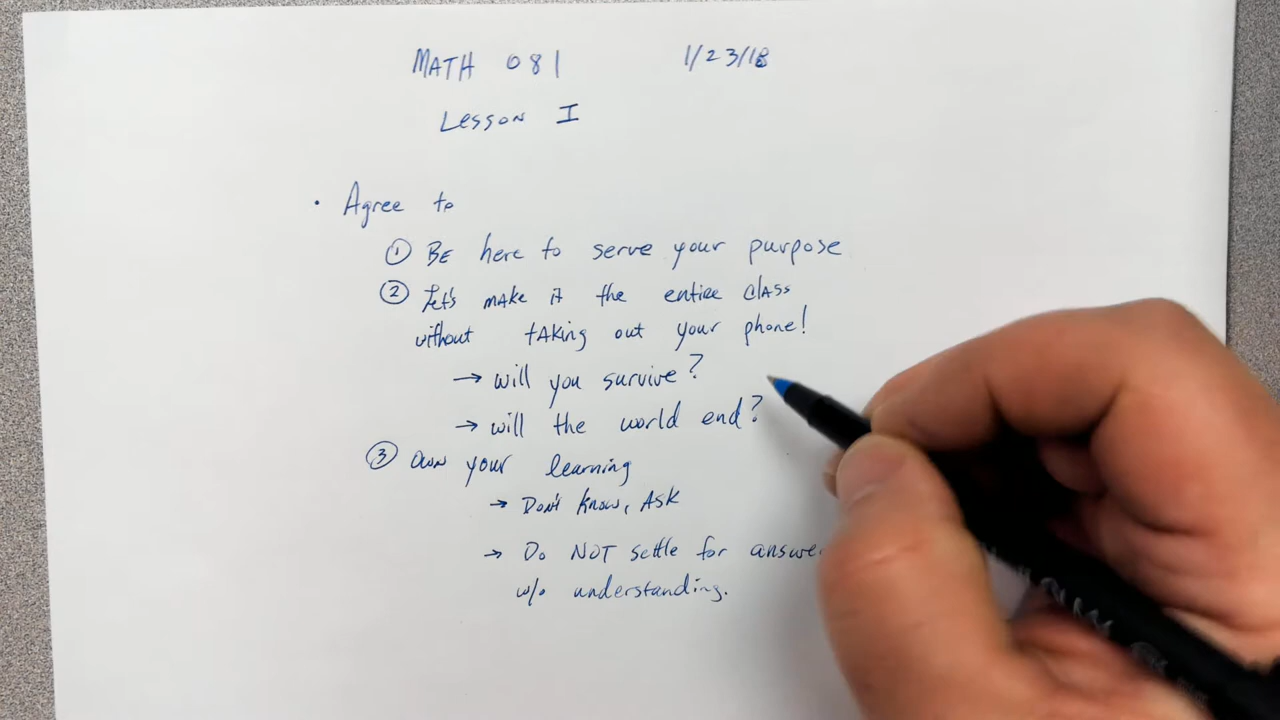 MATH 081 1/23/18
Lesson I
· Agree to
① BE here to serve your purpose
② Let's make it the entire class
without taking out your phone!
→ will you survive?
→ will the world end?
③ own your learning
→ Don't know, Ask
→ Do NOT settle for
w/o understanding.